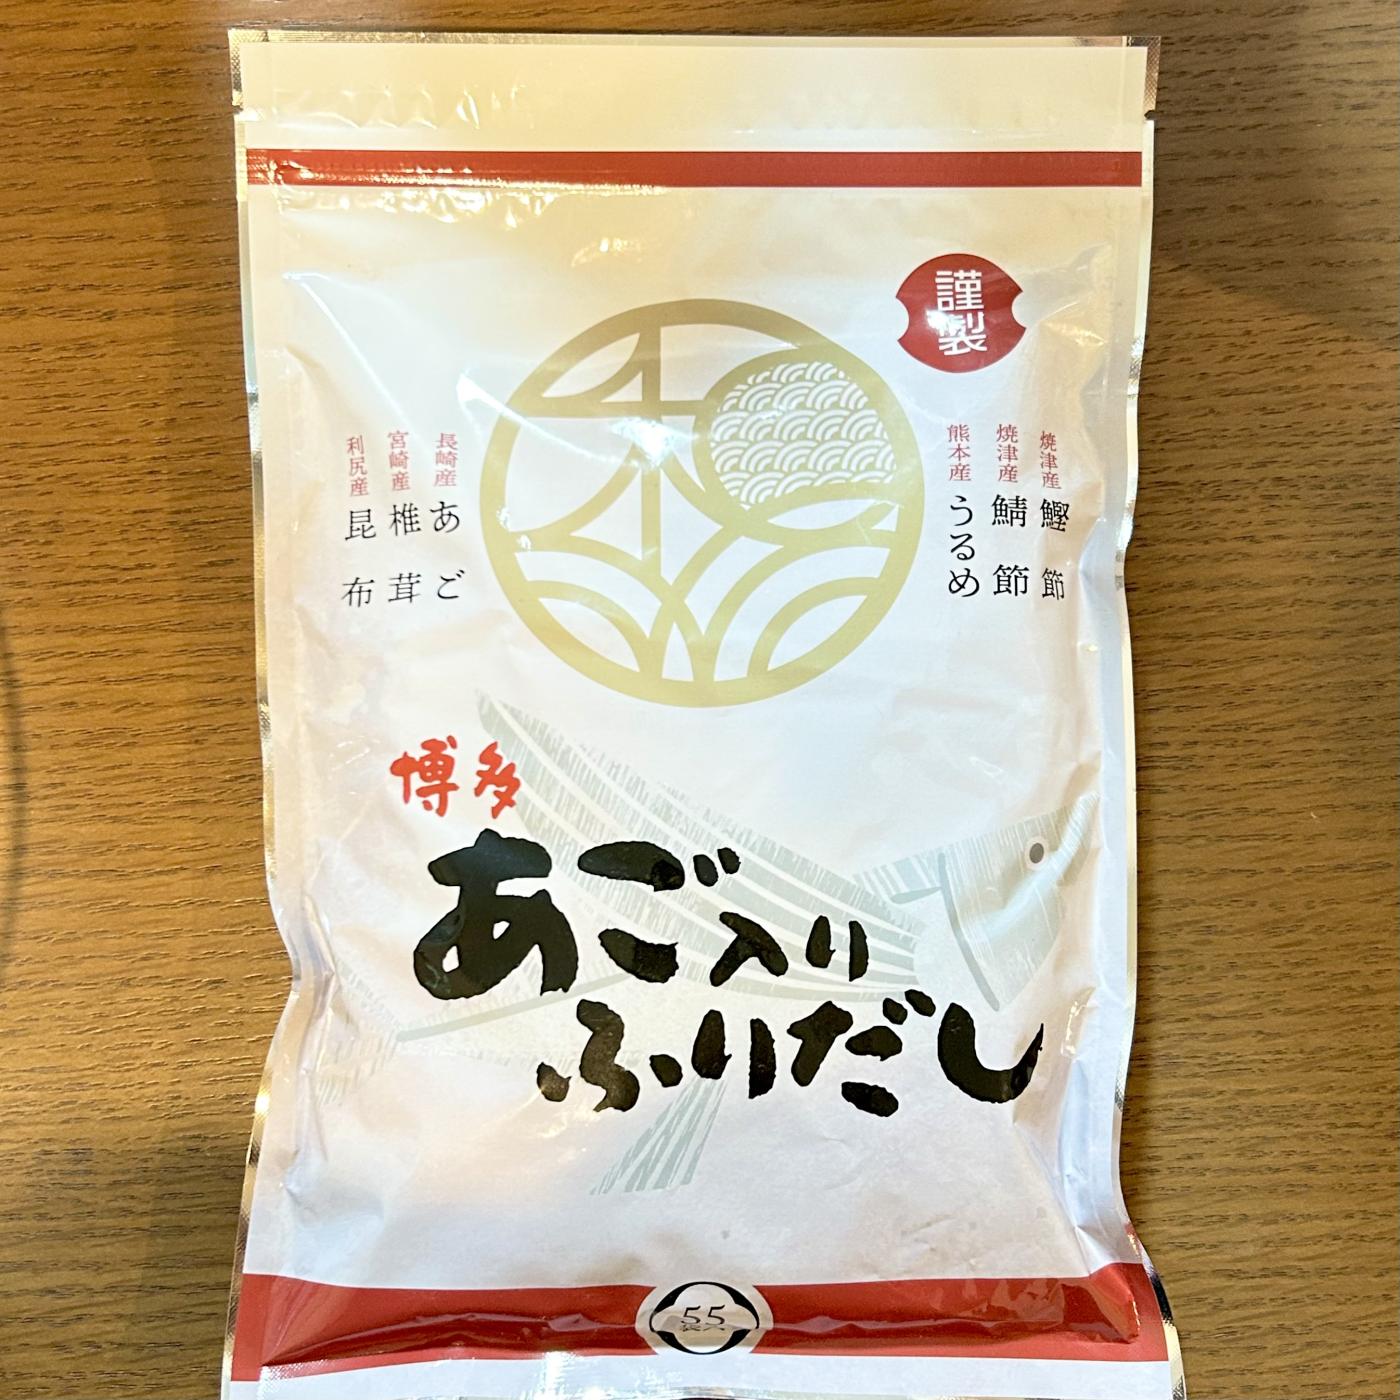 謹製
焼津産 鰹節
焼津産 鯖節
熊本産 うるめ
長崎産 あご
宮崎産 椎茸
利尻産 昆布
博多
あご入り
ふりだし
55
袋入